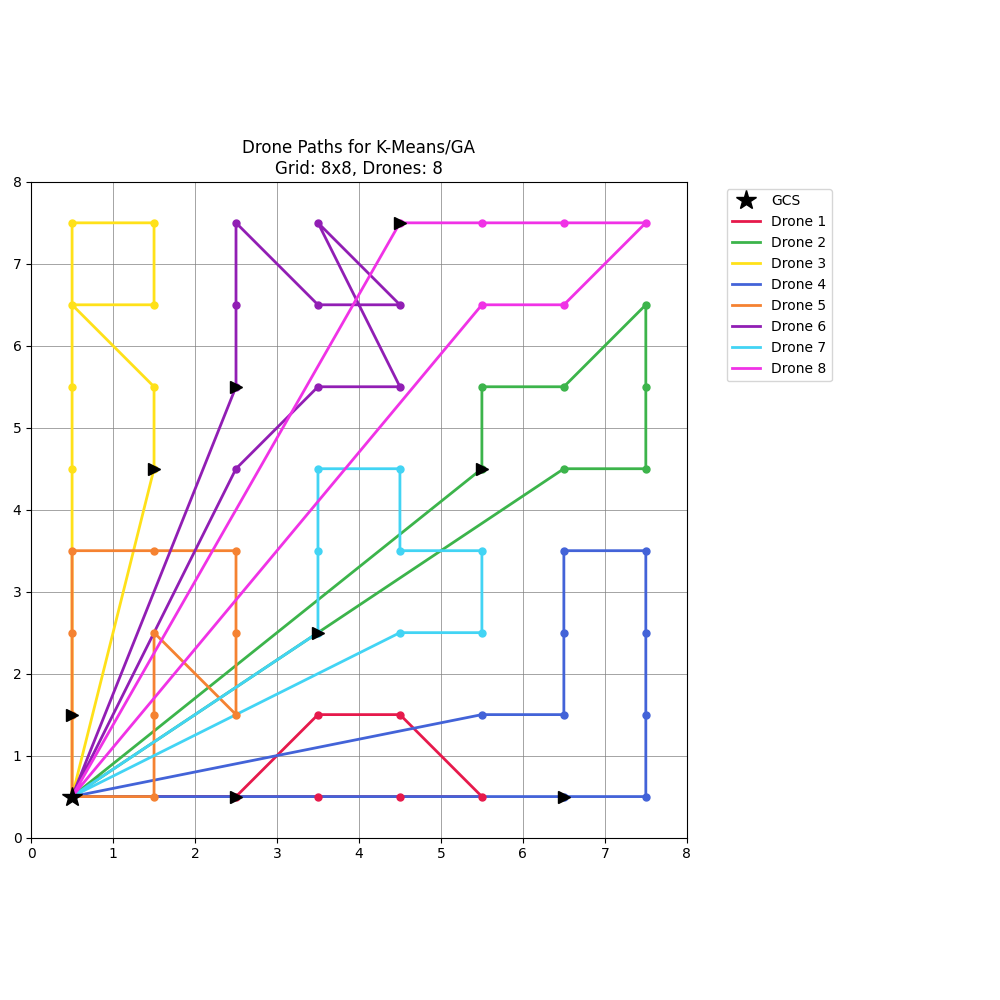 Drone Paths for K-Means/GA
Grid: 8x8, Drones: 8
8
7
6
5
4
3
2
1
0
0 1 2 3 4 5 6 7 8
GCS
Drone 1
Drone 2
Drone 3
Drone 4
Drone 5
Drone 6
Drone 7
Drone 8